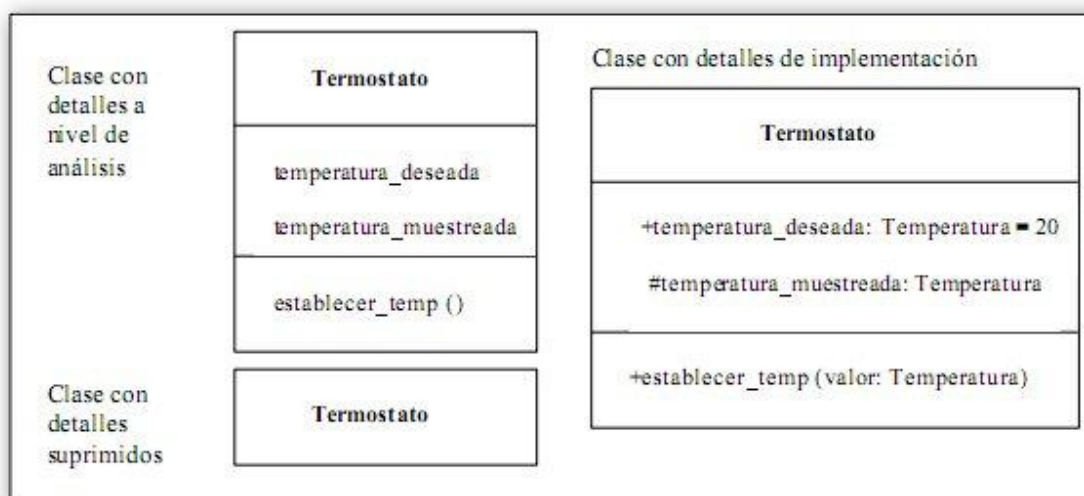 Clase con
detalles a
nivel de
análisis
Termostato
temperatura_deseada
temperatura_muestreada
establecer_temp ()
Clase con
detalles
suprimidos
Termostato
Clase con detalles de implementación
Termostato
+temperatura_deseada: Temperatura = 20
#temperatura_muestreada: Temperatura
+establecer_temp (valor: Temperatura)